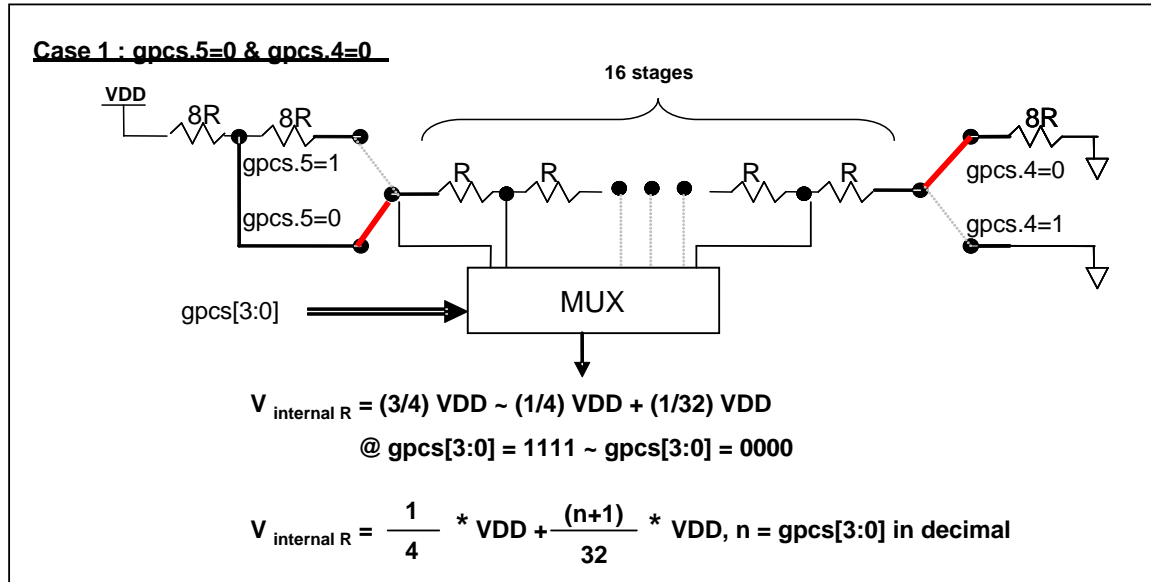 Case 1 : gpcs.5=0 & gpcs.4=0
16 stages
VDD
8R
8R
8R
gpcs.5=1
gpcs.4=0
R
R
R
R
gpcs.5=0
gpcs.4=1
MUX
gpcs[3:0]
V internal R = (3/4) VDD ~ (1/4) VDD + (1/32) VDD
@ gpcs[3:0] = 1111 ~ gpcs[3:0] = 0000
V internal R = 1/4 * VDD + (n+1)/32 * VDD, n = gpcs[3:0] in decimal